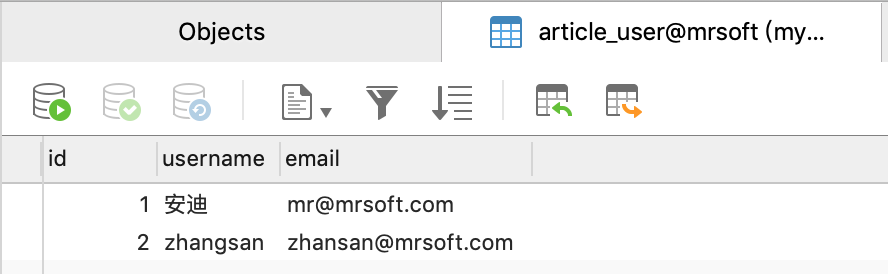 Objects
article_user@mrsoft (my...
id username email
1 安迪 mr@mrsoft.com
2 zhangsan zhansan@mrsoft.com